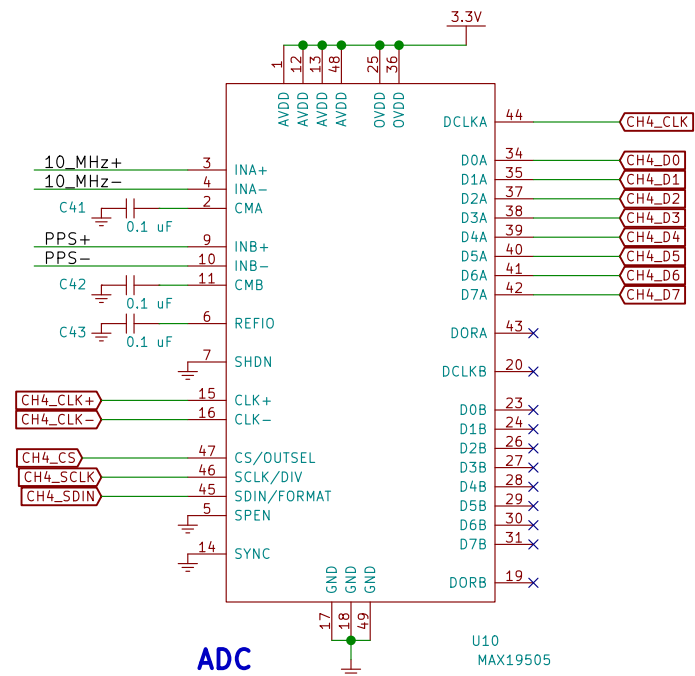 3.3V
1 12 13 48 25 36
AVDD AVDD AVDD AVDD OVDD OVDD
DCLKA 44 CH4_CLK
10_MHz+ 3 INA+ D0A 34 CH4_D0
10_MHz- 4 INA- D1A 35 CH4_D1
C41 2 CMA D2A 37 CH4_D2
0.1 uF D3A 38 CH4_D3
D4A 39 CH4_D4
PPS+ 9 INB+ D5A 40 CH4_D5
PPS- 10 INB- D6A 41 CH4_D6
C42 11 CMB D7A 42 CH4_D7
0.1 uF
C43 6 REFIO DORA 43
0.1 uF
7 SHDN DCLKB 20
CH4_CLK+ 15 CLK+ D0B 23
CH4_CLK- 16 CLK- D1B 24
D2B 26
CH4_CS 47 CS/OUTSEL D3B 27
CH4_SCLK 46 SCLK/DIV D4B 28
CH4_SDIN 45 SDIN/FORMAT D5B 29
5 SPEN D6B 30
D7B 31
14 SYNC
DORB 19
GND GND GND
17 18 49
U10
ADC MAX19505